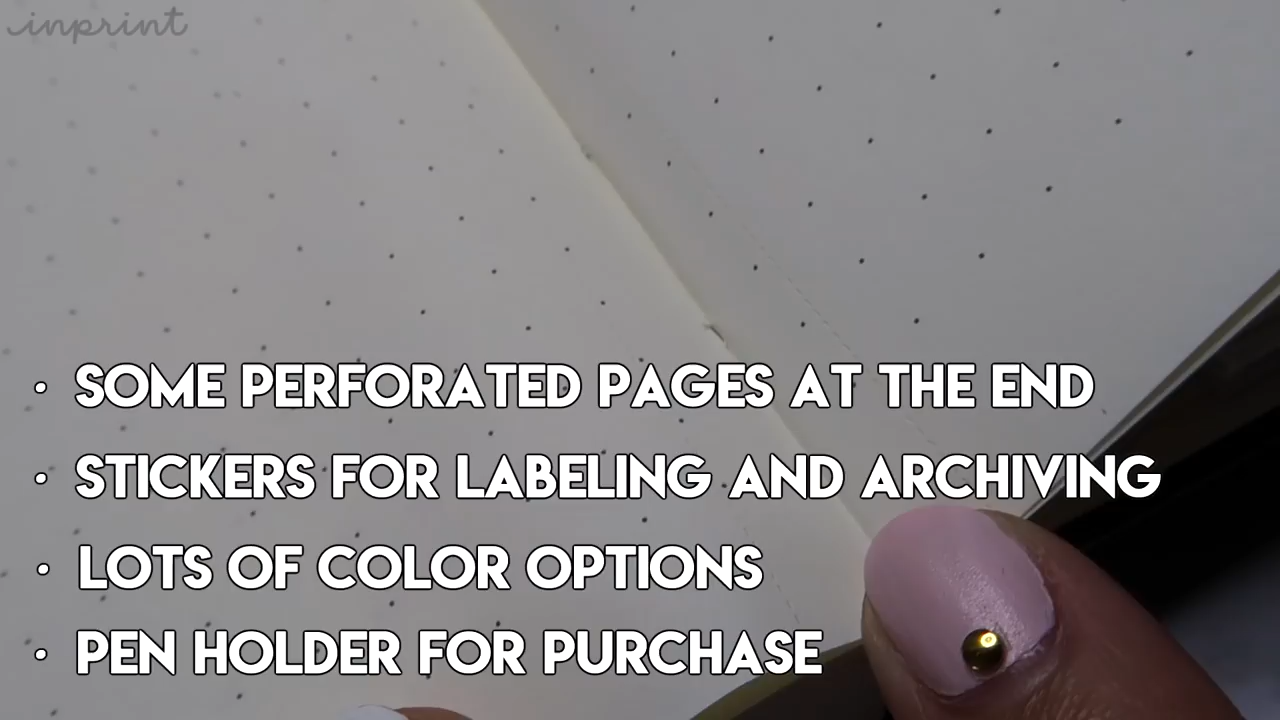 inprint
• SOME PERFORATED PAGES AT THE END
• STICKERS FOR LABELING AND ARCHIVING
• LOTS OF COLOR OPTIONS
• PEN HOLDER FOR PURCHASE